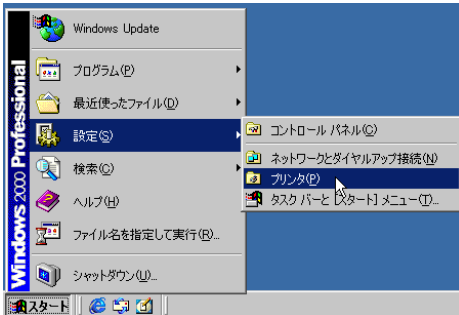 Windows 2000 Professional
Windows Update
プログラム(P)
最近使ったファイル(D)
設定(S)
検索(C)
ヘルプ(H)
ファイル名を指定して実行(R)...
シャットダウン(U)...
コントロール パネル(C)
ネットワークとダイヤルアップ接続(N)
プリンタ(P)
タスク バーと [スタート] メニュー(T)...
スタート